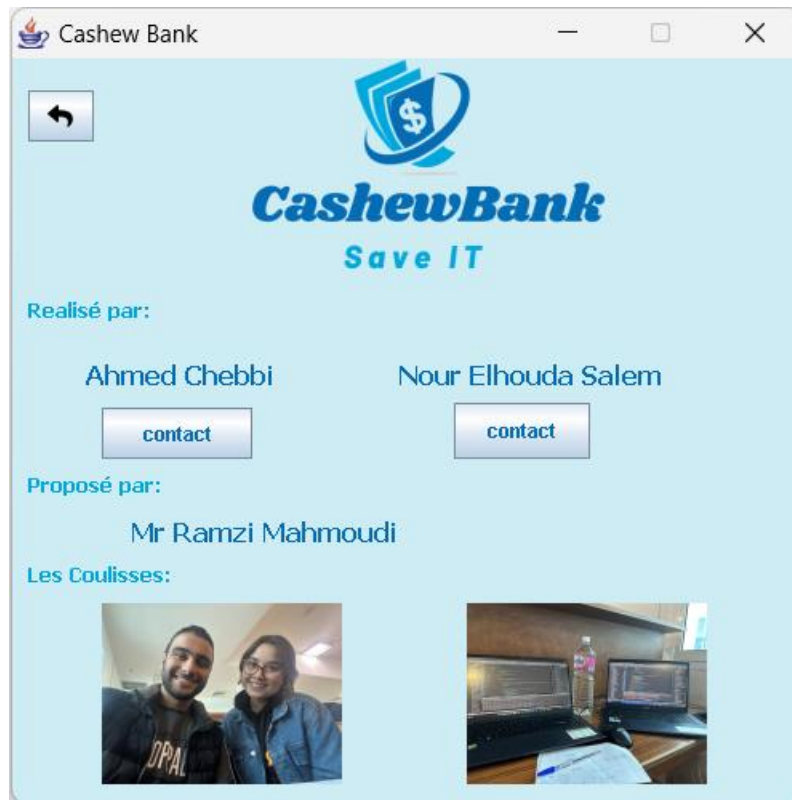 Cashew Bank
CashewBank
Save IT
Realisé par:
Ahmed Chebbi
Nour Elhouda Salem
contact
contact
Proposé par:
Mr Ramzi Mahmoudi
Les Coulisses: